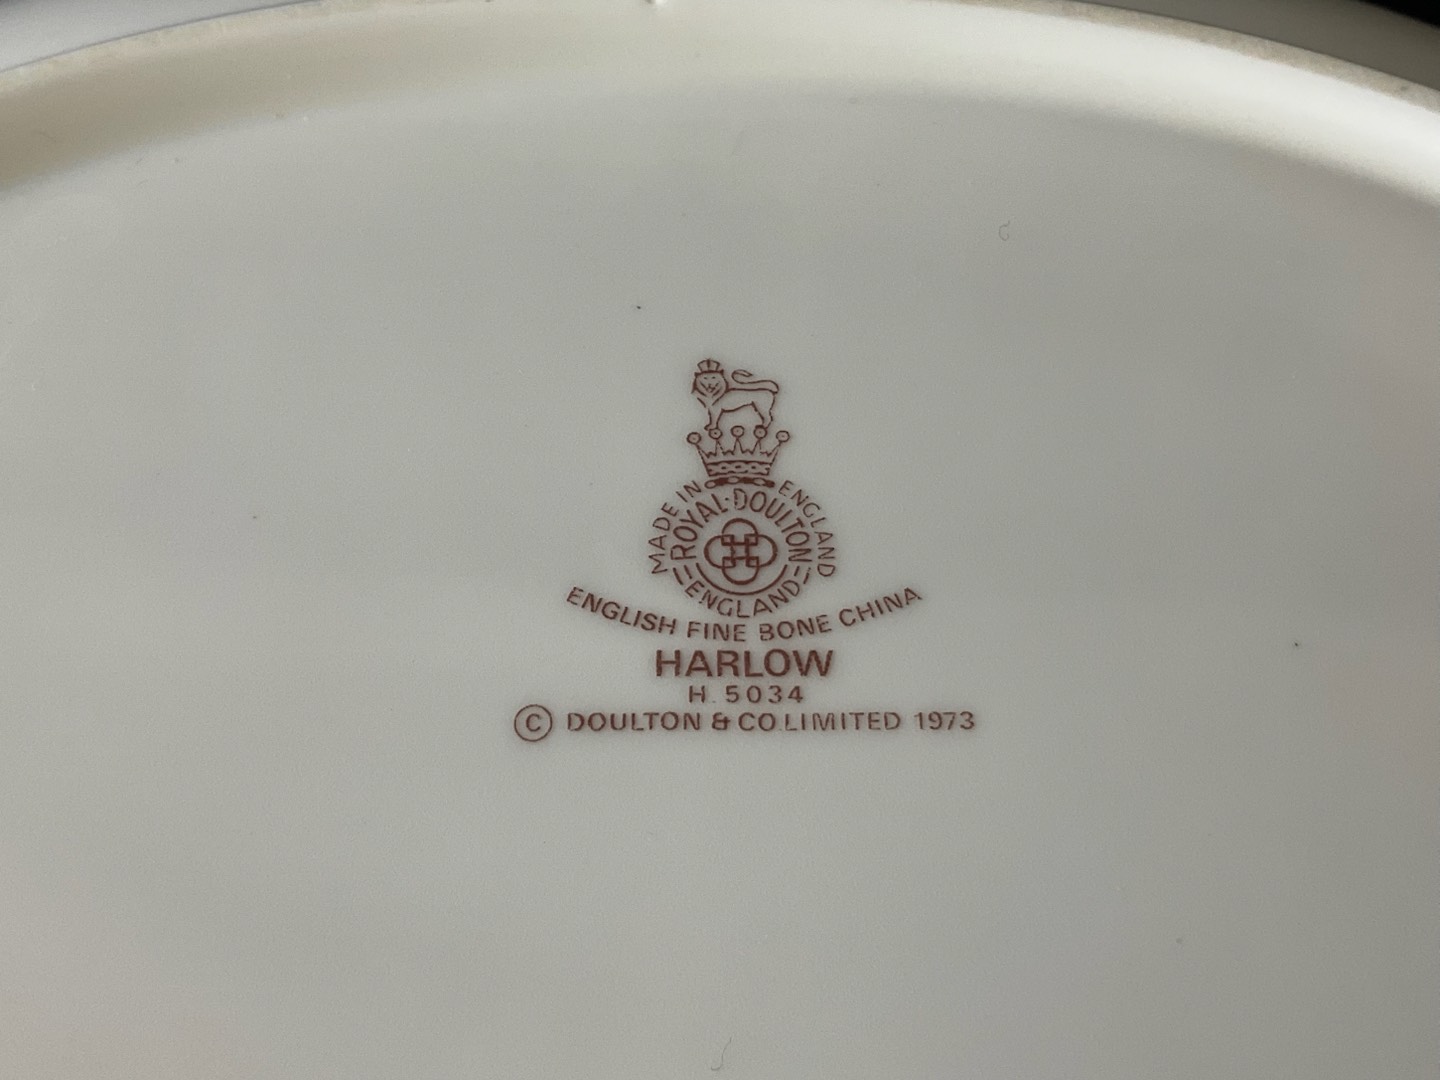 MADE IN ENGLAND
ROYAL·DOULTON
ENGLAND
ENGLISH FINE BONE CHINA
HARLOW
H. 5034
© DOULTON & CO.LIMITED 1973